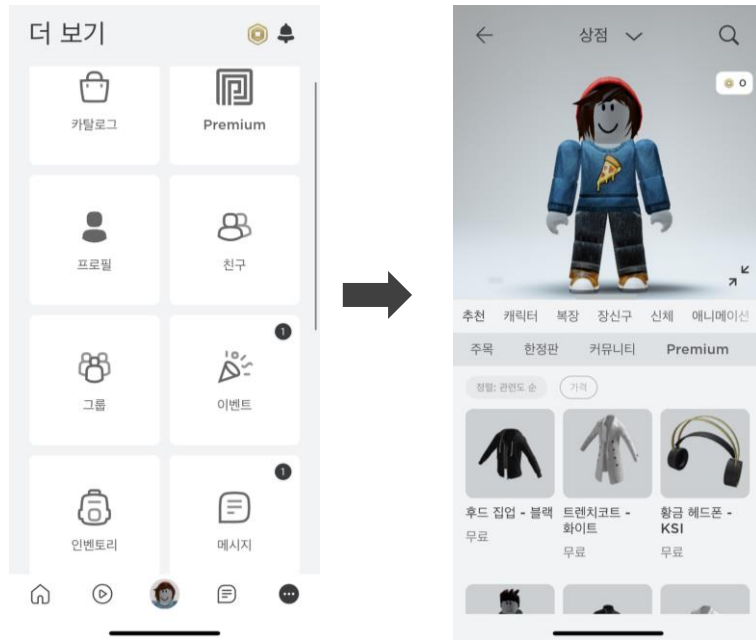 더 보기
카탈로그
Premium
프로필
친구
1
그룹
이벤트
1
인벤토리
메시지
상점
0
추천 캐릭터 복장 장신구 신체 애니메이션
주목 한정판 커뮤니티 Premium
정렬: 관련도 순 가격
후드 집업 - 블랙
무료
트렌치코트 -
화이트
무료
황금 헤드폰 -
KSI
무료